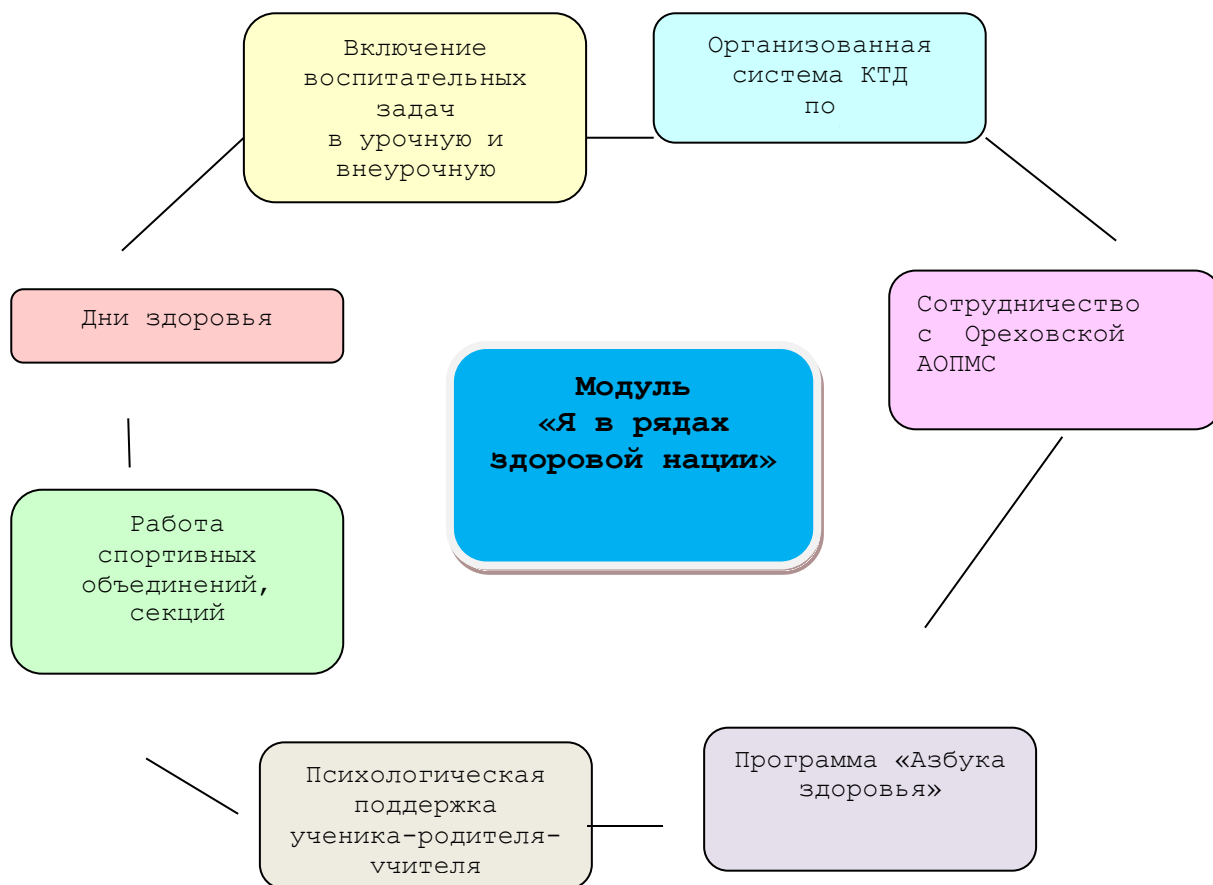 Включение
воспитательных
задач
в урочную и
внеурочную
Организованная
система КТД
по
Дни здоровья
Сотрудничество
с Ореховской
АОПМС
Модуль
«Я в рядах
здоровой нации»
Работа
спортивных
объединений,
секций
Психологическая
поддержка
ученика-родителя-
учителя
Программа «Азбука
здоровья»